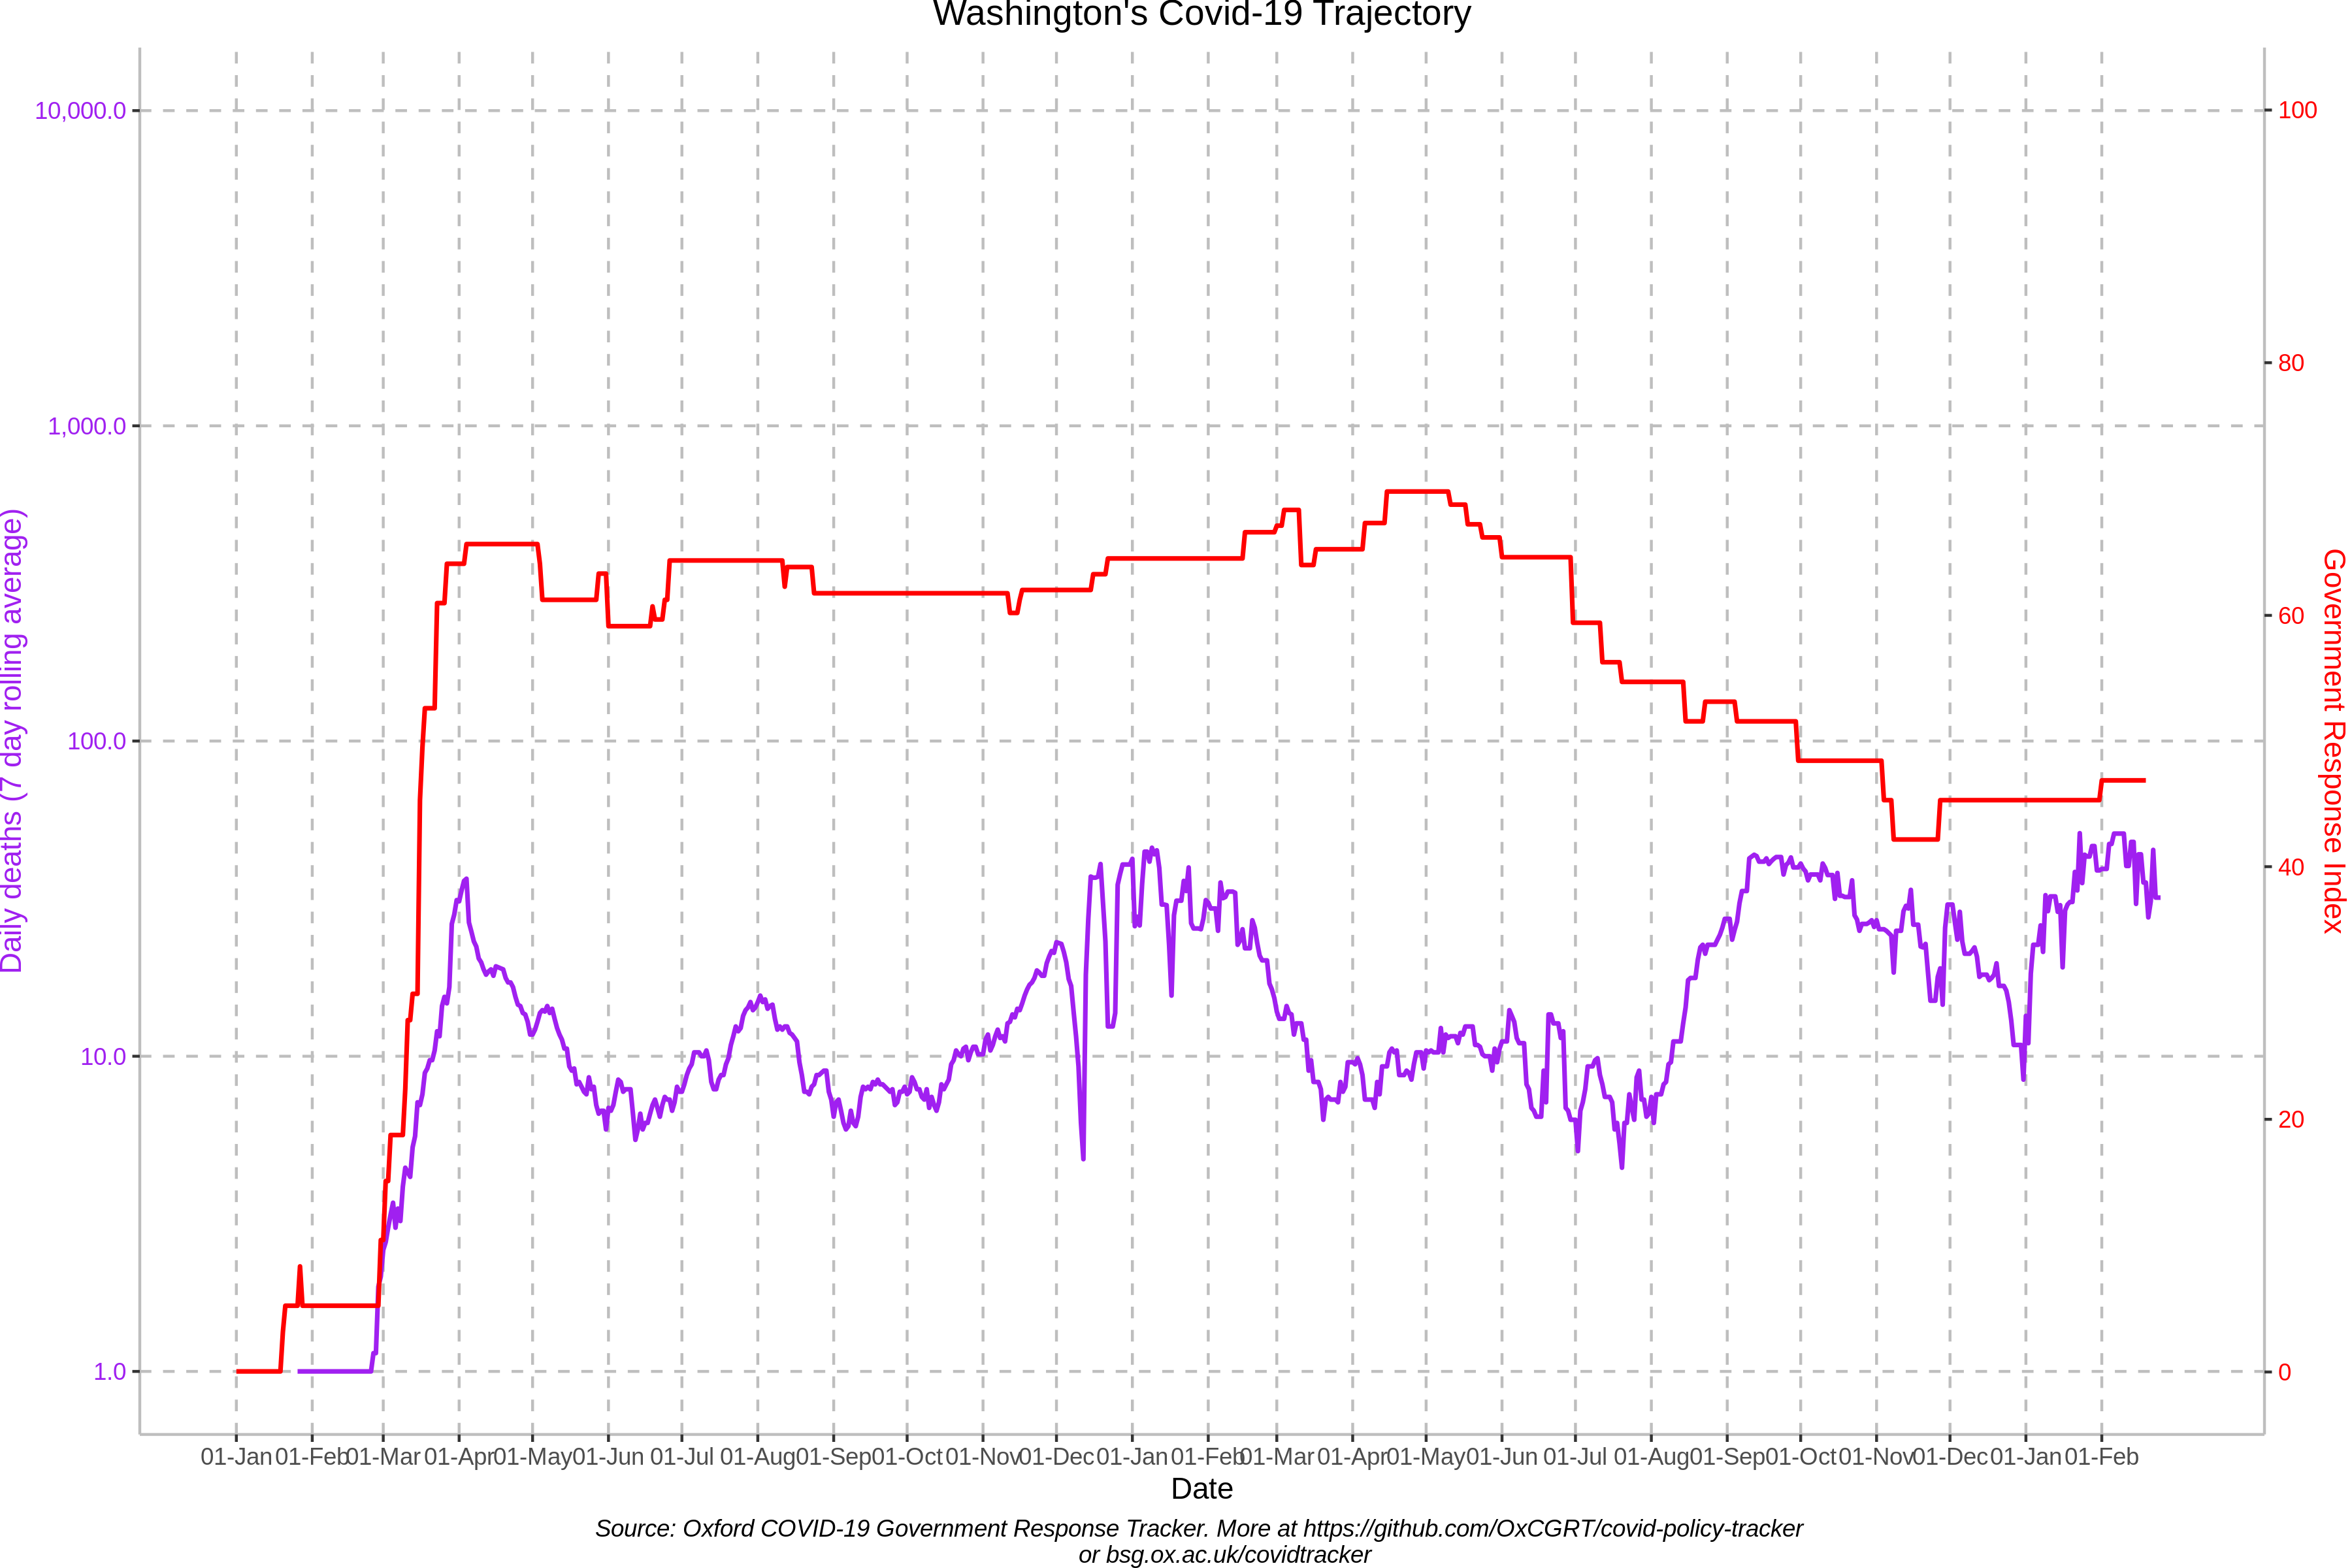 Washington's Covid-19 Trajectory
10,000.0
1,000.0
100.0
10.0
1.0
Daily deaths (7 day rolling average)
100
80
60
40
20
0
Government Response Index
01-Jan 01-Feb 01-Mar 01-Apr 01-May 01-Jun 01-Jul 01-Aug 01-Sep 01-Oct 01-Nov 01-Dec 01-Jan 01-Feb 01-Mar 01-Apr 01-May 01-Jun 01-Jul 01-Aug 01-Sep 01-Oct 01-Nov 01-Dec 01-Jan 01-Feb
Date
Source: Oxford COVID-19 Government Response Tracker. More at https://github.com/OxCGRT/covid-policy-tracker
or bsg.ox.ac.uk/covidtracker